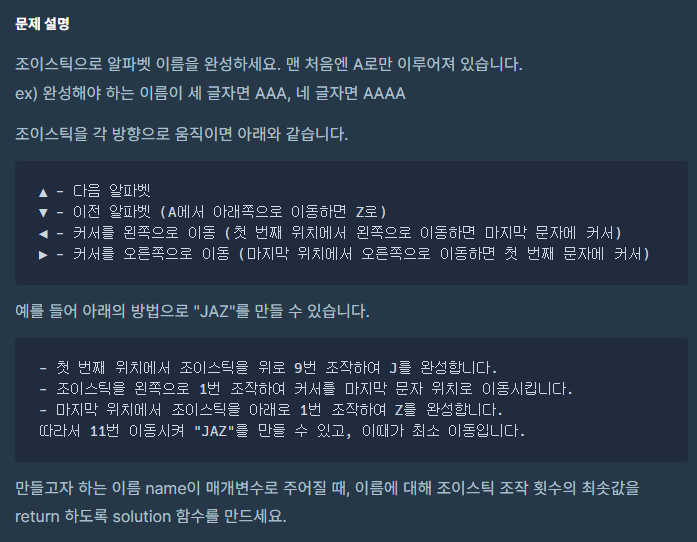 문제 설명
조이스틱으로 알파벳 이름을 완성하세요. 맨 처음엔 A로만 이루어져 있습니다.
ex) 완성해야 하는 이름이 세 글자면 AAA, 네 글자면 AAAA
조이스틱을 각 방향으로 움직이면 아래와 같습니다.
▲ - 다음 알파벳
▼ - 이전 알파벳 (A에서 아래쪽으로 이동하면 Z로)
◀ - 커서를 왼쪽으로 이동 (첫 번째 위치에서 왼쪽으로 이동하면 마지막 문자에 커서)
▶ - 커서를 오른쪽으로 이동 (마지막 위치에서 오른쪽으로 이동하면 첫 번째 문자에 커서)
예를 들어 아래의 방법으로 "JAZ"를 만들 수 있습니다.
- 첫 번째 위치에서 조이스틱을 위로 9번 조작하여 J를 완성합니다.
- 조이스틱을 왼쪽으로 1번 조작하여 커서를 마지막 문자 위치로 이동시킵니다.
- 마지막 위치에서 조이스틱을 아래로 1번 조작하여 Z를 완성합니다.
따라서 11번 이동시켜 "JAZ"를 만들 수 있고, 이때가 최소 이동입니다.
만들고자 하는 이름 name이 매개변수로 주어질 때, 이름에 대해 조이스틱 조작 횟수의 최솟값을
return 하도록 solution 함수를 만드세요.